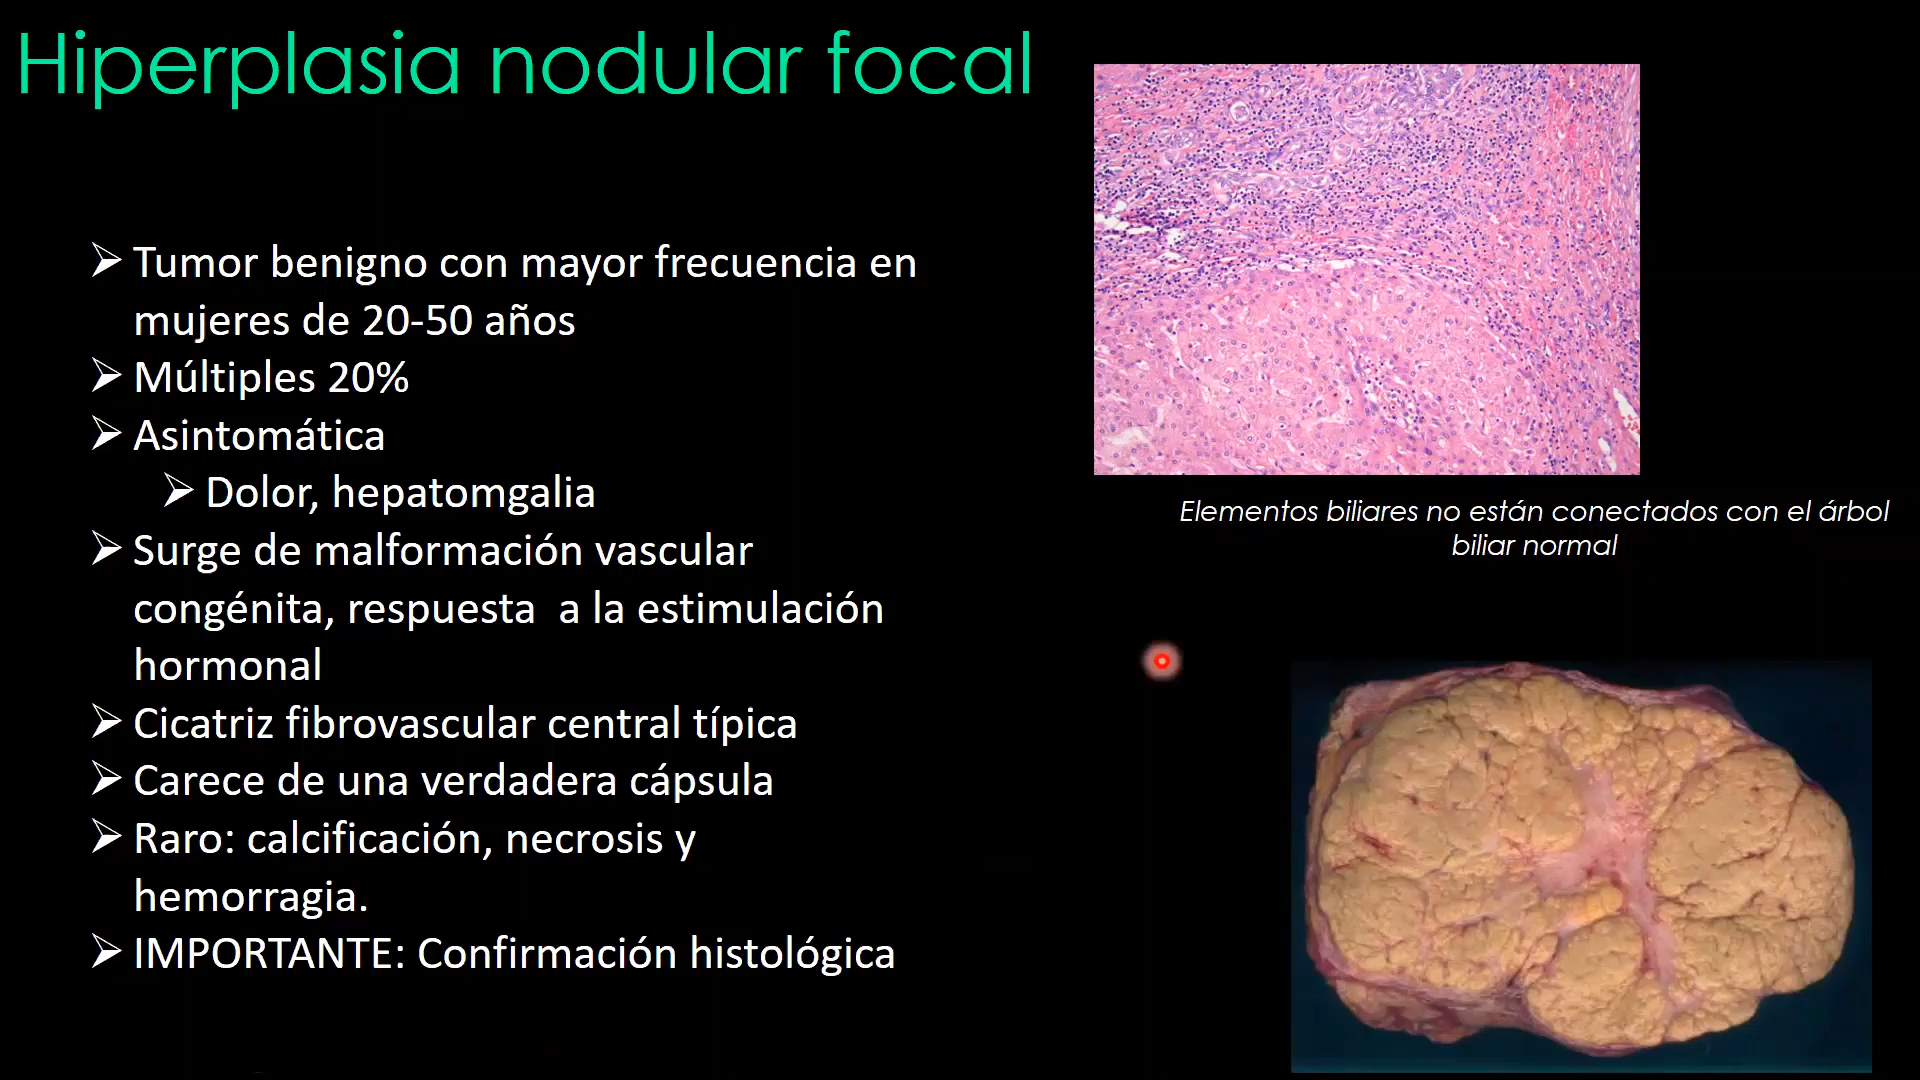 Hiperplasia nodular focal
➢ Tumor benigno con mayor frecuencia en
mujeres de 20-50 años
➢ Múltiples 20%
➢ Asintomática
➢ Dolor, hepatomgalia
➢ Surge de malformación vascular
congénita, respuesta a la estimulación
hormonal
➢ Cicatriz fibrovascular central típica
➢ Carece de una verdadera cápsula
➢ Raro: calcificación, necrosis y
hemorragia.
➢ IMPORTANTE: Confirmación histológica
Elementos biliares no están conectados con el árbol
biliar normal